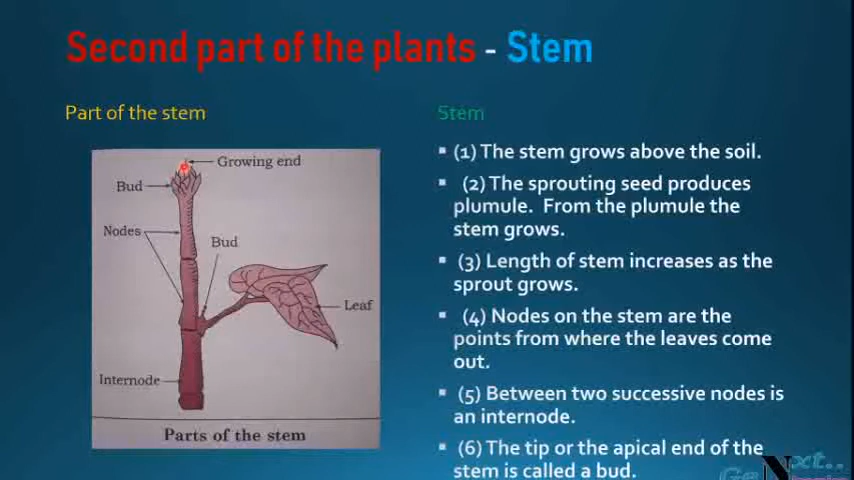 Second part of the plants - Stem
Part of the stem
Growing end
Bud
Nodes
Bud
Leaf
Internode
Parts of the stem
Stem
(1) The stem grows above the soil.
(2) The sprouting seed produces
plumule. From the plumule the
stem grows.
(3) Length of stem increases as the
sprout grows.
(4) Nodes on the stem are the
points from where the leaves come
out.
(5) Between two successive nodes is
an internode.
(6) The tip or the apical end of the
stem is called a bud.